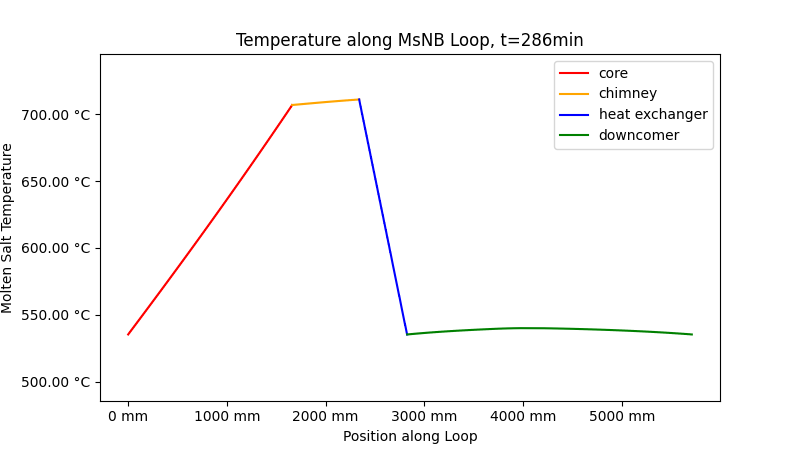 Temperature along MsNB Loop, t=286min
core
chimney
heat exchanger
downcomer
Molten Salt Temperature
700.00 °C
650.00 °C
600.00 °C
550.00 °C
500.00 °C
0 mm
1000 mm
2000 mm
3000 mm
4000 mm
5000 mm
Position along Loop